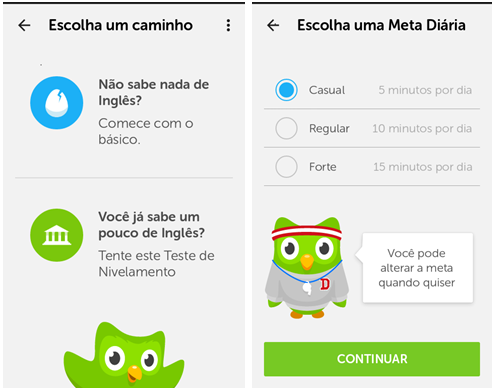 Escolha um caminho
Não sabe nada de
Inglês?
Comece com o
básico.
Você já sabe um
pouco de Inglês?
Tente este Teste de
Nivelamento
Escolha uma Meta Diária
Casual 5 minutos por dia
Regular 10 minutos por dia
Forte 15 minutos por dia
D
Você pode
alterar a meta
quando quiser
CONTINUAR